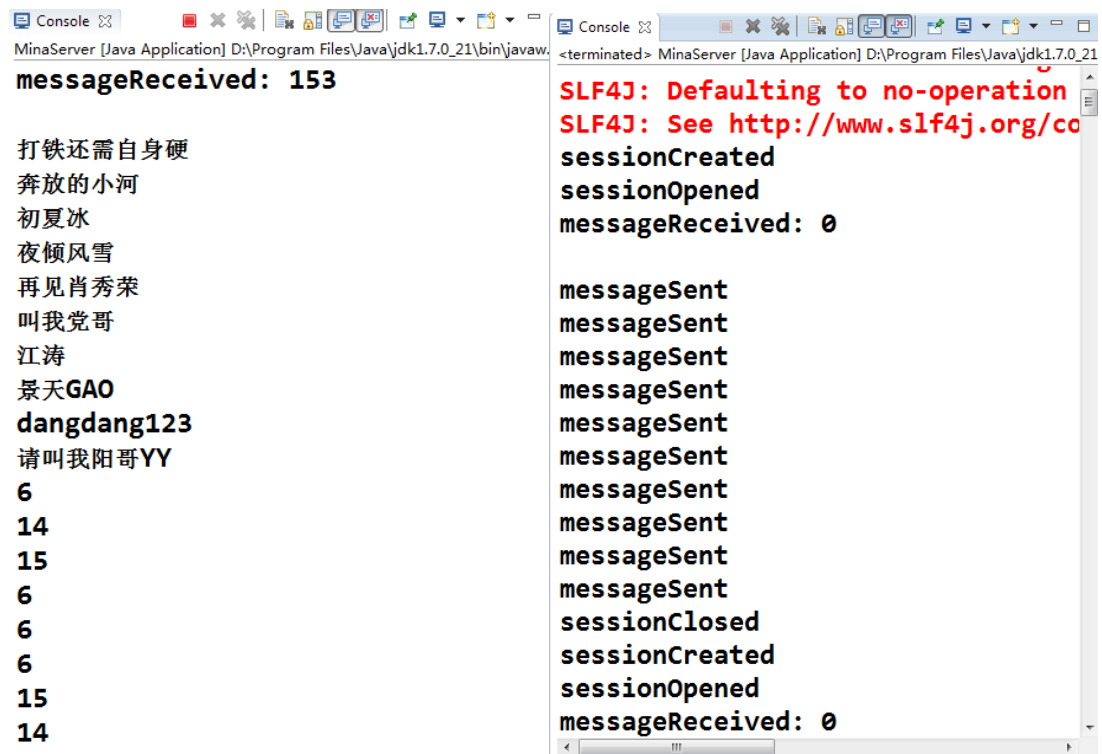 Console
MinaServer [Java Application] D:\Program Files\Java\jdk1.7.0_21\bin\javaw.
messageReceived: 153
打铁还需自身硬
奔放的小河
初夏冰
夜倾风雪
再见肖秀荣
叫我党哥
江涛
景天GAO
dangdang123
请叫我阳哥YY
6
14
15
6
6
6
15
14
Console
<terminated> MinaServer [Java Application] D:\Program Files\Java\jdk1.7.0_21
SLF4J: Defaulting to no-operation
SLF4J: See http://www.slf4j.org/co
sessionCreated
sessionOpened
messageReceived: 0
messageSent
messageSent
messageSent
messageSent
messageSent
messageSent
messageSent
messageSent
messageSent
messageSent
sessionClosed
sessionCreated
sessionOpened
messageReceived: 0